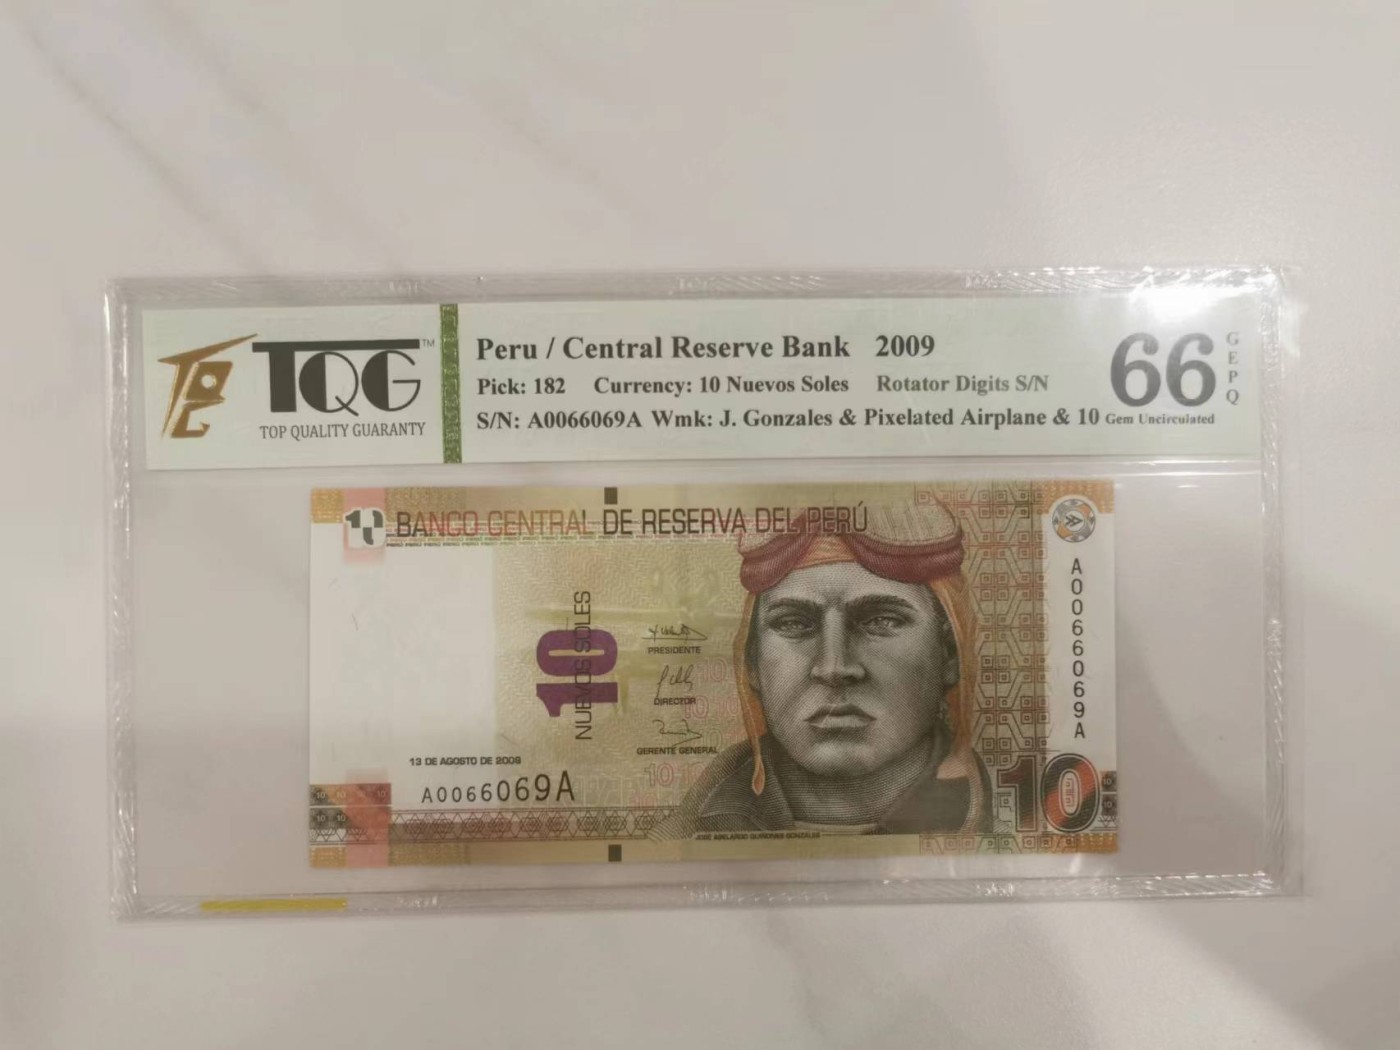 TQG™
TOP QUALITY GUARANTY
Peru / Central Reserve Bank 2009
Pick: 182 Currency: 10 Nuevos Soles Rotator Digits S/N
S/N: A0066069A Wmk: J. Gonzales & Pixelated Airplane & 10
66
GEPQ
Gem Uncirculated
BANCO CENTRAL DE RESERVA DEL PERÚ
10
NUEVOS SOLES
PRESIDENTE
DIRECTOR
GERENTE GENERAL
13 DE AGOSTO DE 2009
A0066069A
A0066069A
10
JOSÉ ABELARDO QUIÑONES GONZALES